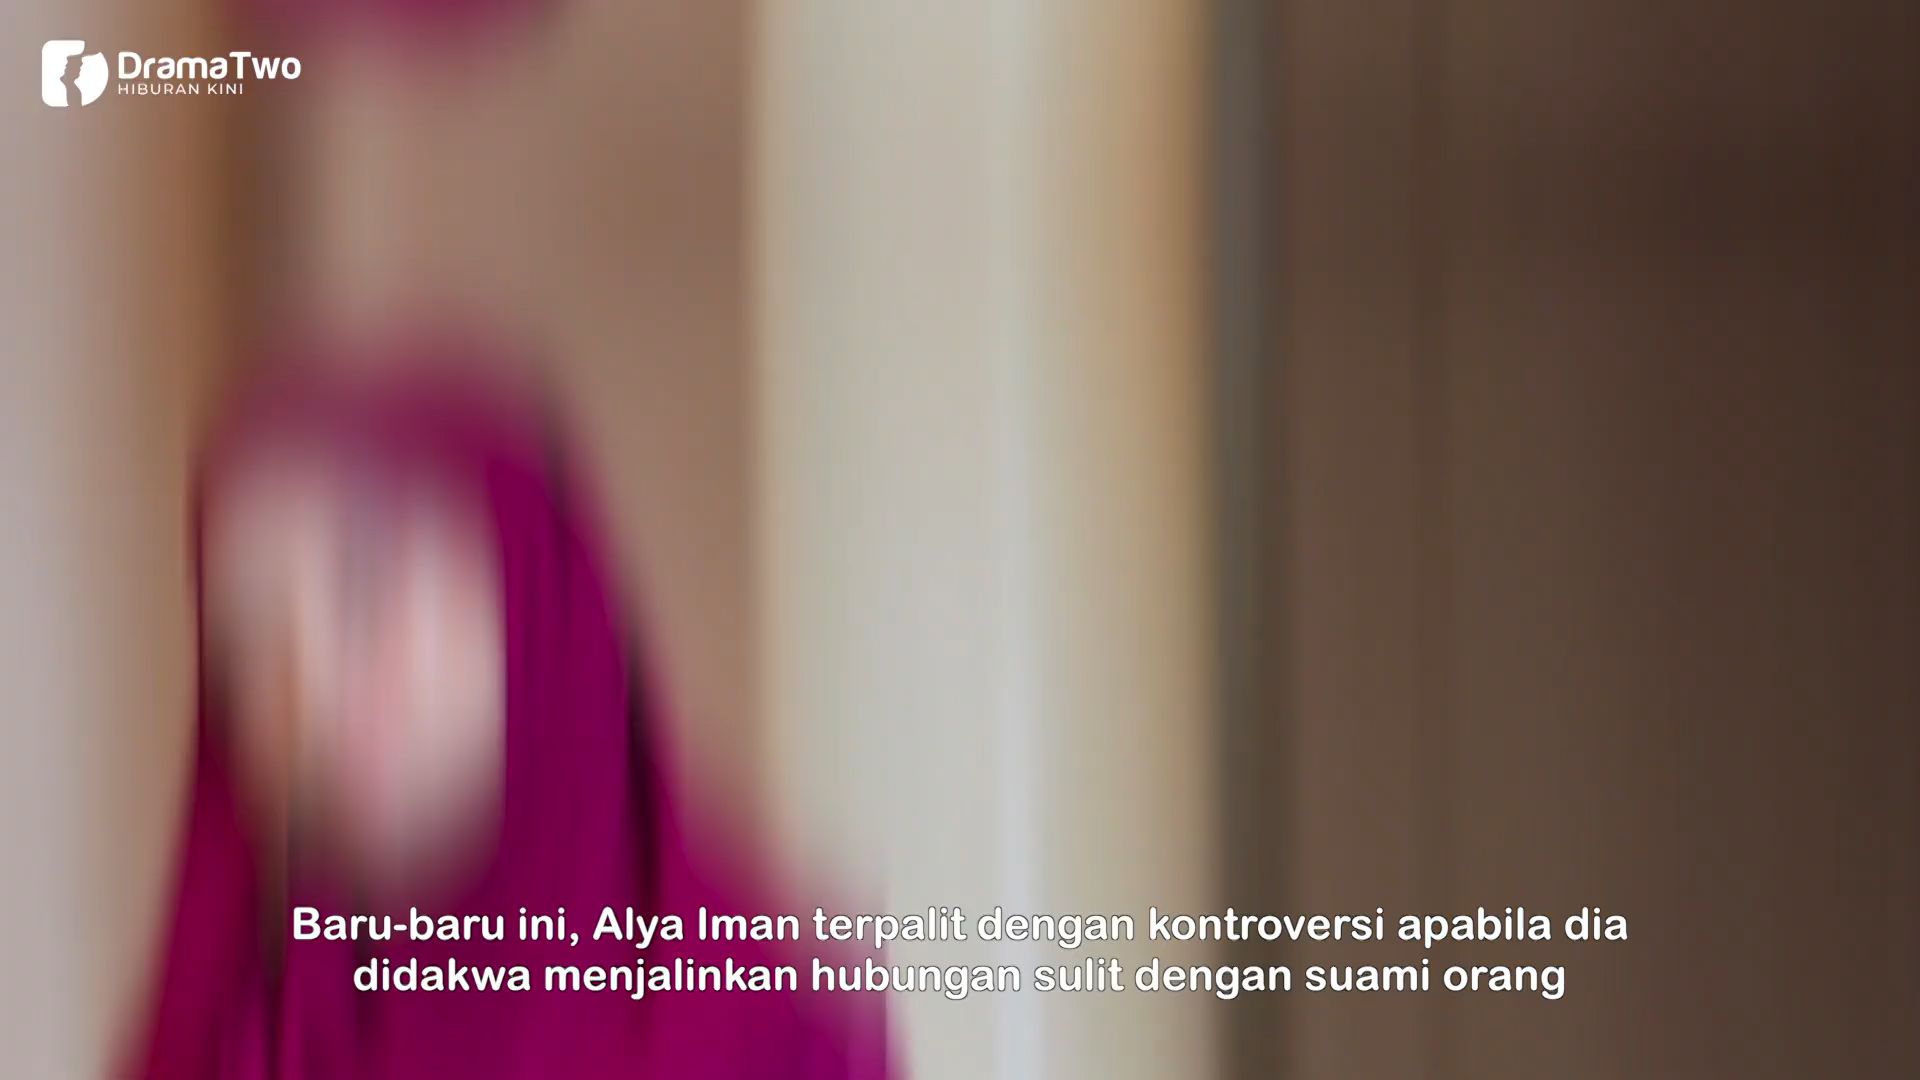 DramaTwo
HIBURAN KINI
Baru-baru ini, Alya Iman terpalit dengan kontroversi apabila dia
didakwa menjalinkan hubungan sulit dengan suami orang